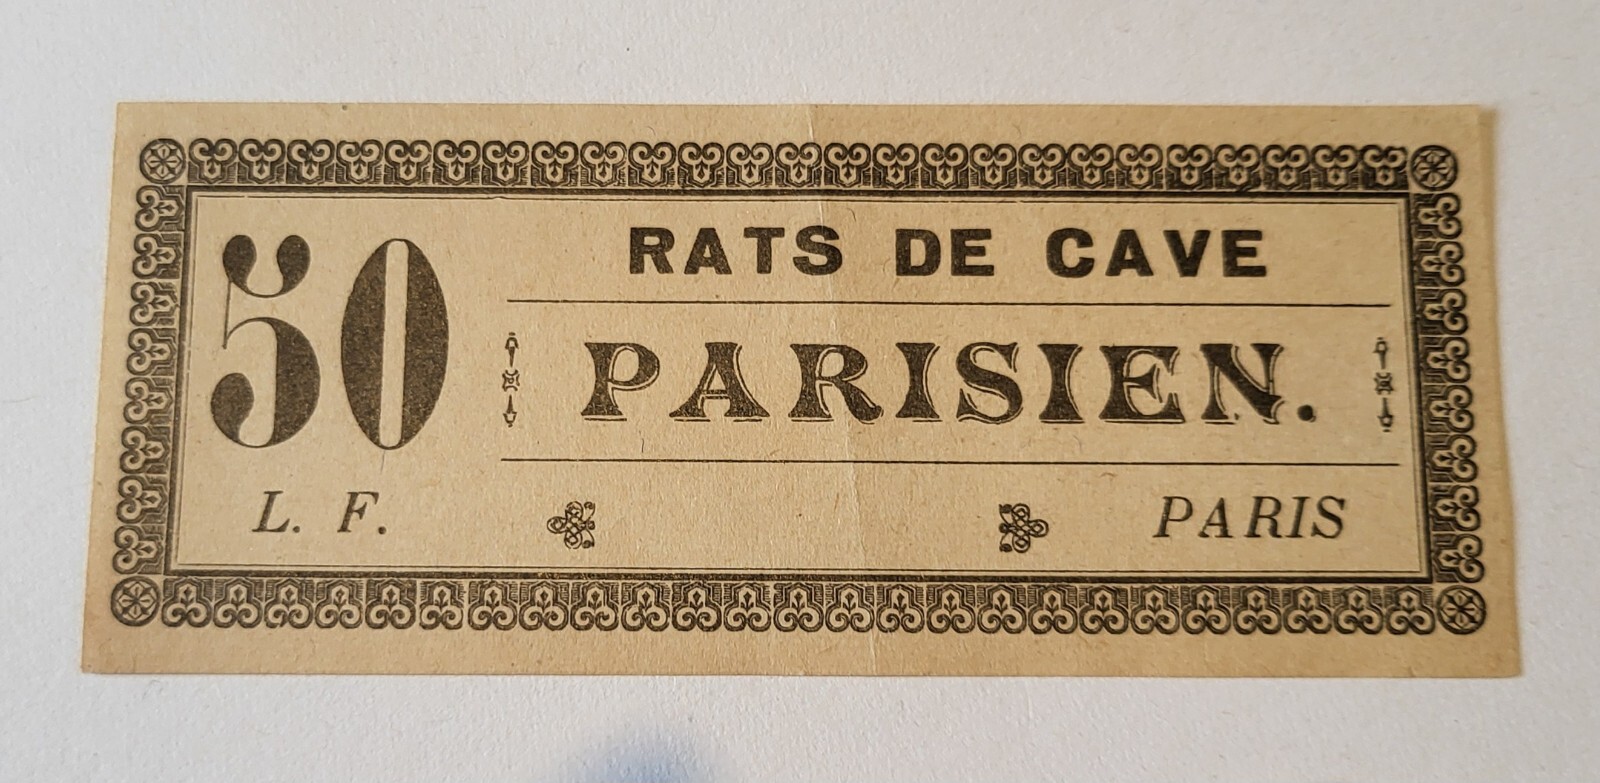 50
RATS DE CAVE
PARISIEN.
L. F.
PARIS